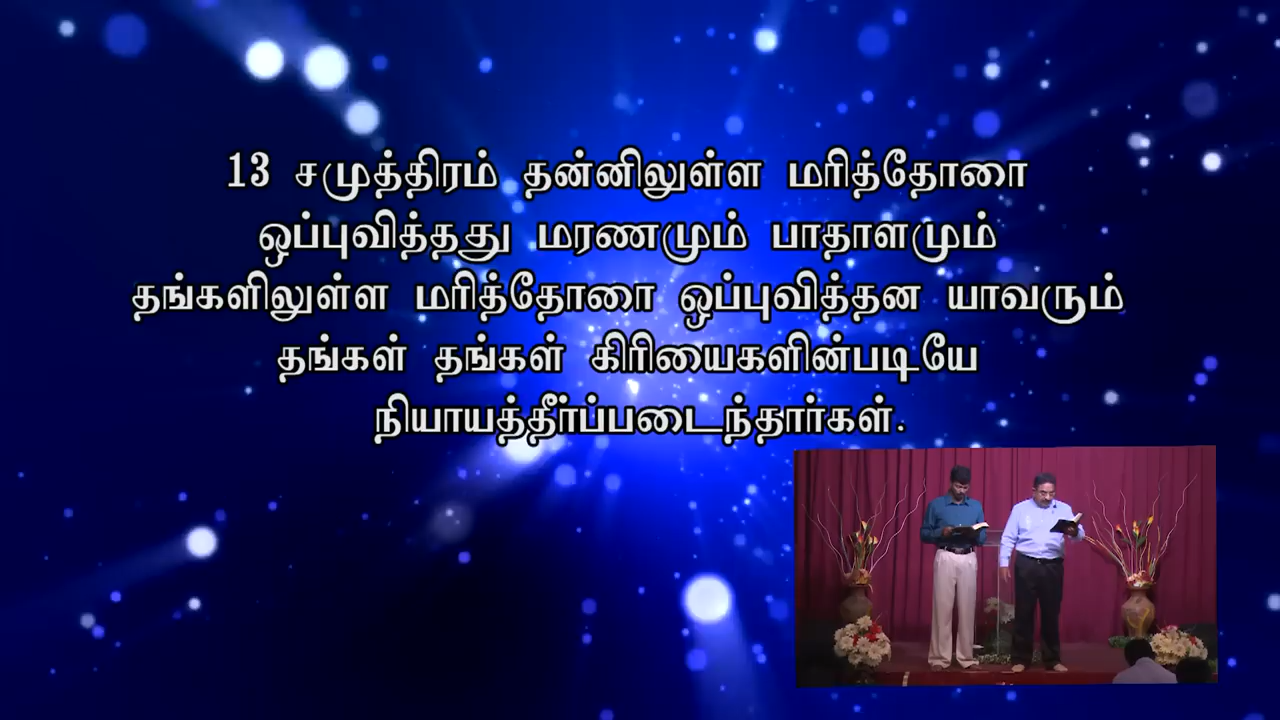 13 சமுத்திரம் தன்னிலுள்ள மரித்தோரை
ஒப்புவித்தது மரணமும் பாதாளமும்
தங்களிலுள்ள மரித்தோரை ஒப்புவித்தன யாவரும்
தங்கள் தங்கள் கிரியைகளின்படியே
நியாயத்தீர்ப்படைந்தார்கள்.